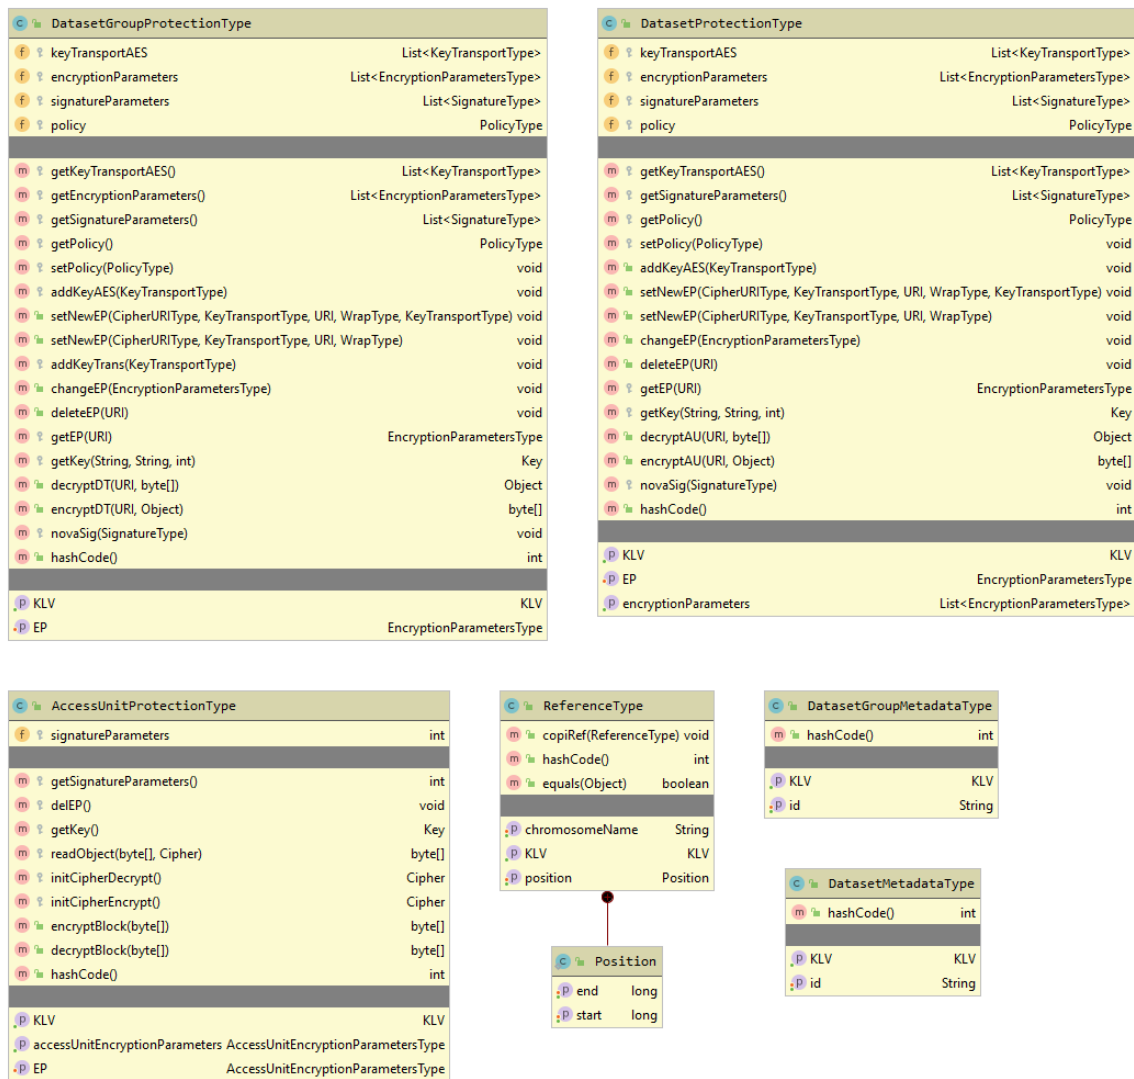 DatasetGroupProtectionType
keyTransportAES List<KeyTransportType>
encryptionParameters List<EncryptionParametersType>
signatureParameters List<SignatureType>
policy PolicyType
getKeyTransportAES() List<KeyTransportType>
getEncryptionParameters() List<EncryptionParametersType>
getSignatureParameters() List<SignatureType>
getPolicy() PolicyType
setPolicy(PolicyType) void
addKeyAES(KeyTransportType) void
setNewEP(CipherURIType, KeyTransportType, URI, WrapType, KeyTransportType) void
setNewEP(CipherURIType, KeyTransportType, URI, WrapType) void
addKeyTrans(KeyTransportType) void
changeEP(EncryptionParametersType) void
deleteEP(URI) void
getEP(URI) EncryptionParametersType
getKey(String, String, int) Key
decryptDT(URI, byte[]) Object
encryptDT(URI, Object) byte[]
novaSig(SignatureType) void
hashCode() int
KLV KLV
EP EncryptionParametersType
DatasetProtectionType
keyTransportAES List<KeyTransportType>
encryptionParameters List<EncryptionParametersType>
signatureParameters List<SignatureType>
policy PolicyType
getKeyTransportAES() List<KeyTransportType>
getSignatureParameters() List<SignatureType>
getPolicy() PolicyType
setPolicy(PolicyType) void
addKeyAES(KeyTransportType) void
setNewEP(CipherURIType, KeyTransportType, URI, WrapType, KeyTransportType) void
setNewEP(CipherURIType, KeyTransportType, URI, WrapType) void
changeEP(EncryptionParametersType) void
deleteEP(URI) void
getEP(URI) EncryptionParametersType
getKey(String, String, int) Key
decryptAU(URI, byte[]) Object
encryptAU(URI, Object) byte[]
novaSig(SignatureType) void
hashCode() int
KLV KLV
EP EncryptionParametersType
encryptionParameters List<EncryptionParametersType>
AccessUnitProtectionType
signatureParameters int
getSignatureParameters() int
delEP() void
getKey() Key
readObject(byte[], Cipher) byte[]
initCipherDecrypt() Cipher
initCipherEncrypt() Cipher
encryptBlock(byte[]) byte[]
decryptBlock(byte[]) byte[]
hashCode() int
KLV KLV
accessUnitEncryptionParameters AccessUnitEncryptionParametersType
EP AccessUnitEncryptionParametersType
ReferenceType
copiRef(ReferenceType) void
hashCode() int
equals(Object) boolean
chromosomeName String
KLV KLV
position Position
Position
end long
start long
DatasetGroupMetadataType
hashCode() int
KLV KLV
id String
DatasetMetadataType
hashCode() int
KLV KLV
id String